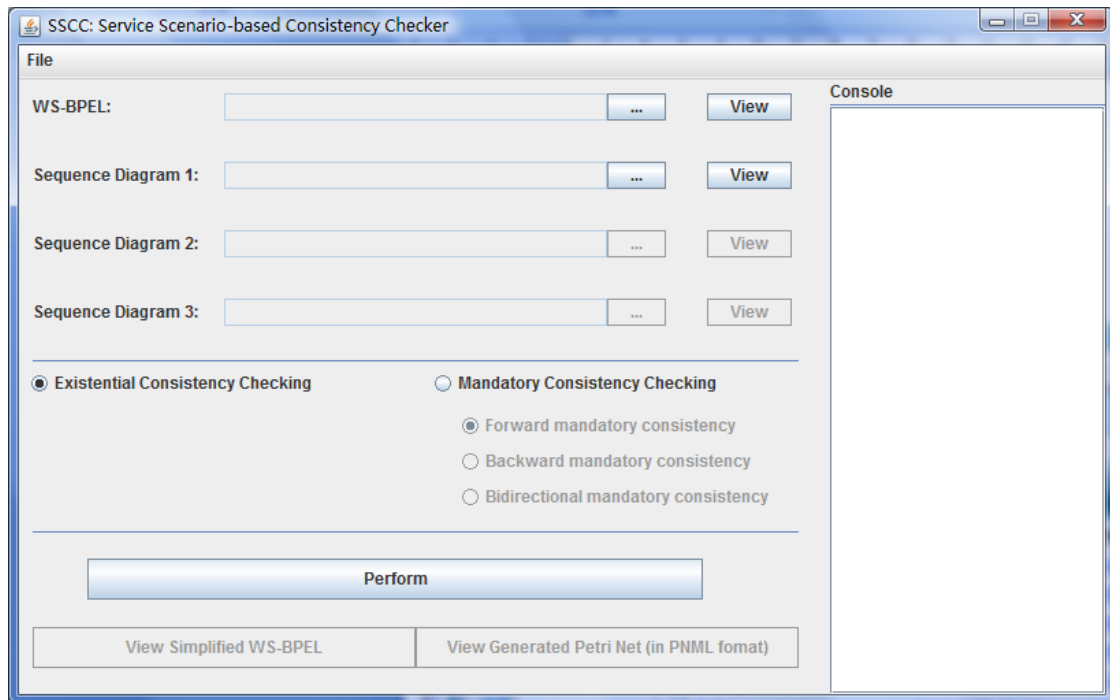 SSCC: Service Scenario-based Consistency Checker
File
WS-BPEL: ... View
Console
Sequence Diagram 1: ... View
Sequence Diagram 2: ... View
Sequence Diagram 3: ... View
Existential Consistency Checking Mandatory Consistency Checking
Forward mandatory consistency
Backward mandatory consistency
Bidirectional mandatory consistency
Perform
View Simplified WS-BPEL View Generated Petri Net (in PNML fomat)